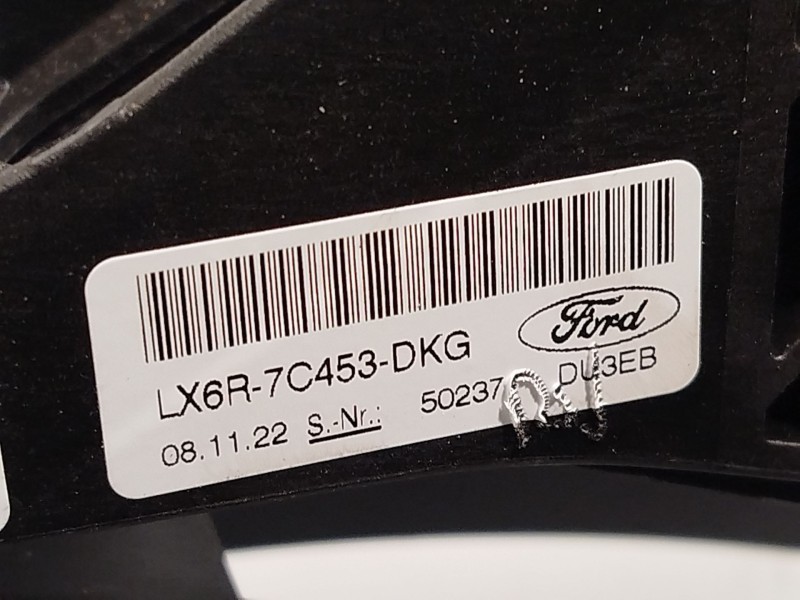 Ford
LX6R-7C453-DKG
DU3EB
08.11.22 S.-Nr.: 50237